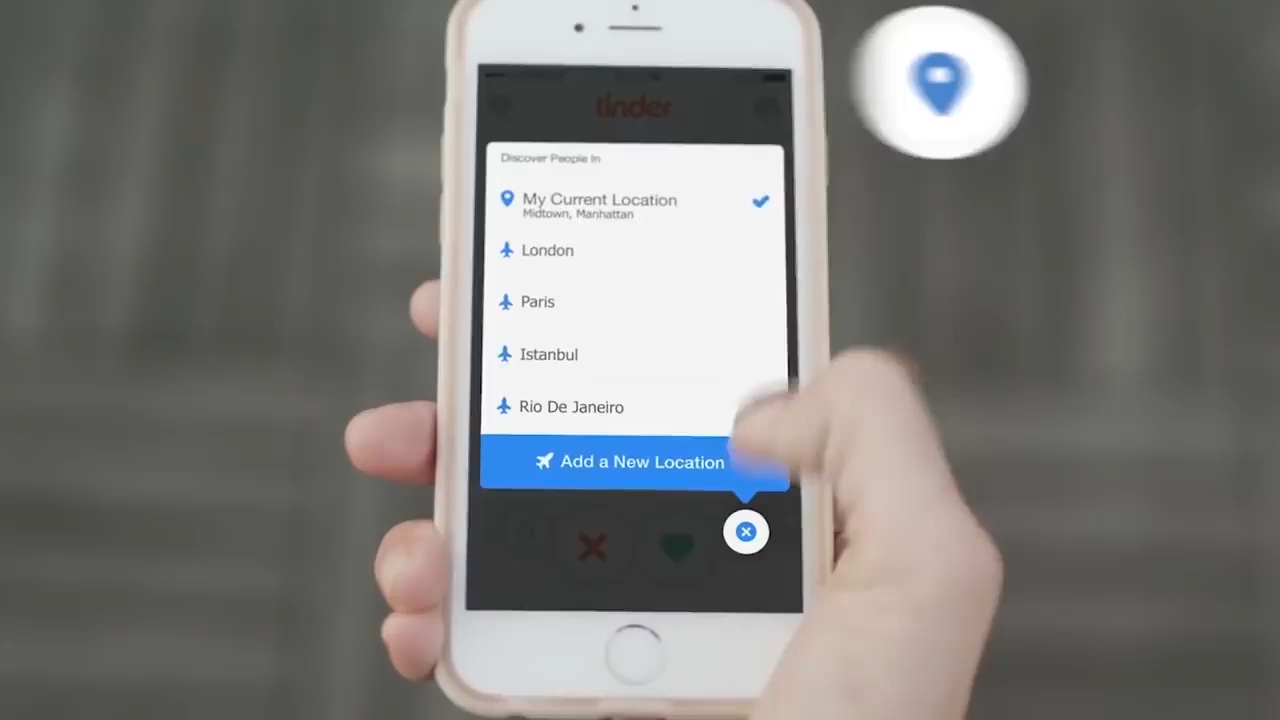 tinder
Discover People In
My Current Location
Midtown, Manhattan
London
Paris
Istanbul
Rio De Janeiro
Add a New Location